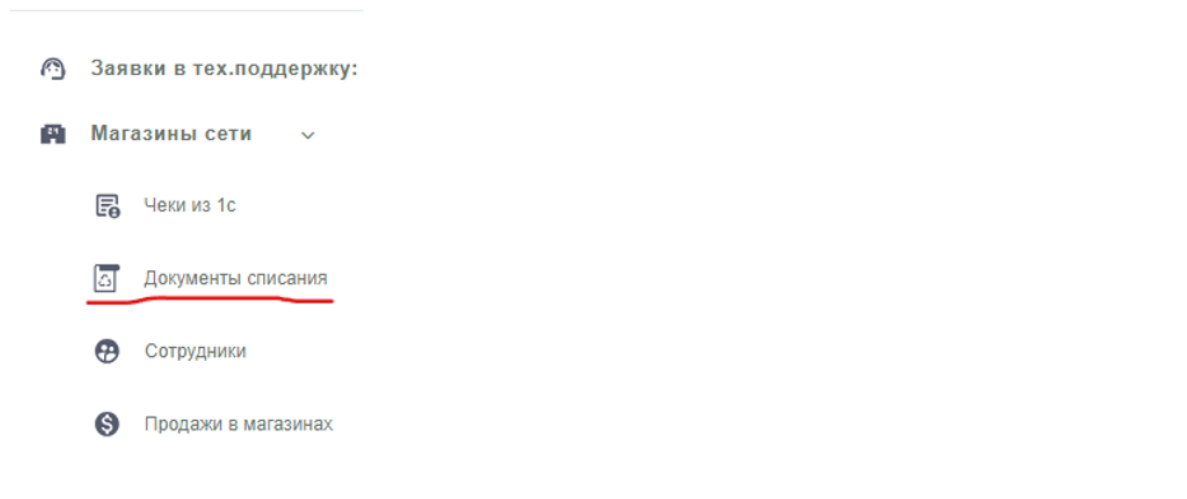 Заявки в тех.поддержку:
Магазины сети
Чеки из 1с
Документы списания
Сотрудники
Продажи в магазинах